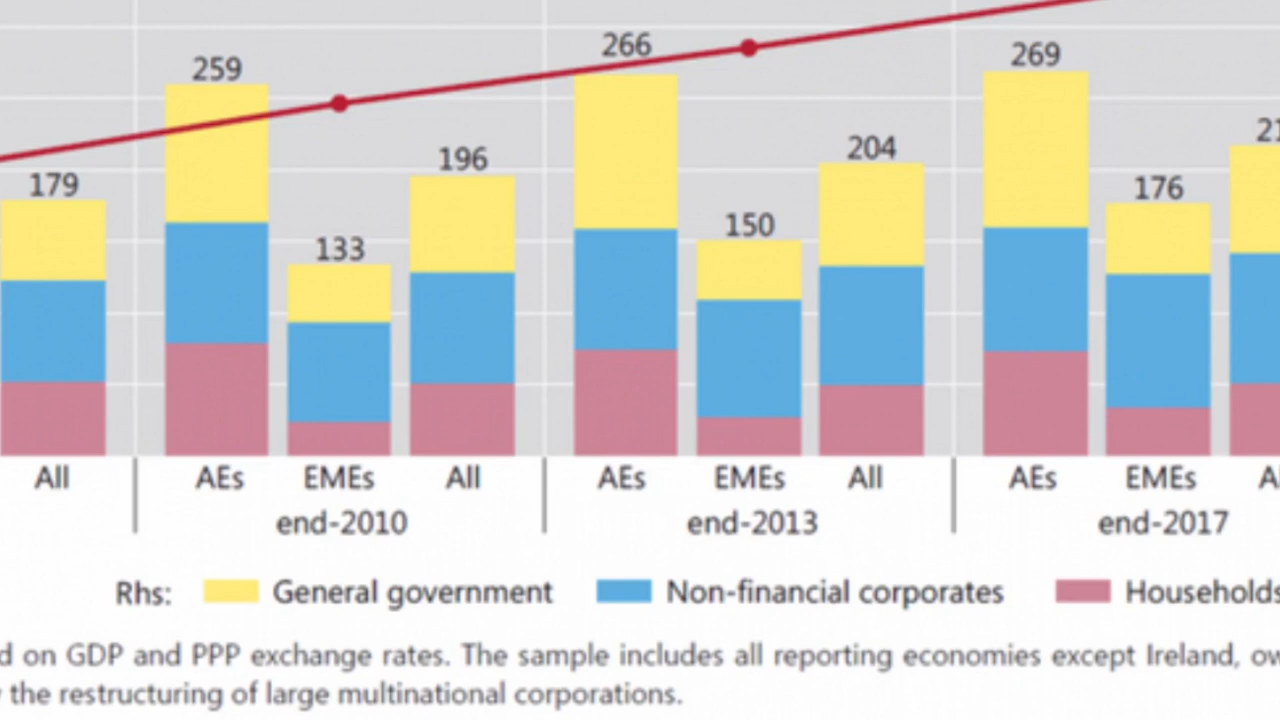 266
269
259
204
21
196
179
176
150
133
All AEs EMEs All AEs EMEs All AEs EMEs
end-2010 end-2013 end-2017
Rhs: General government Non-financial corporates Households
on GDP and PPP exchange rates. The sample includes all reporting economies except Ireland,
the restructuring of large multinational corporations.